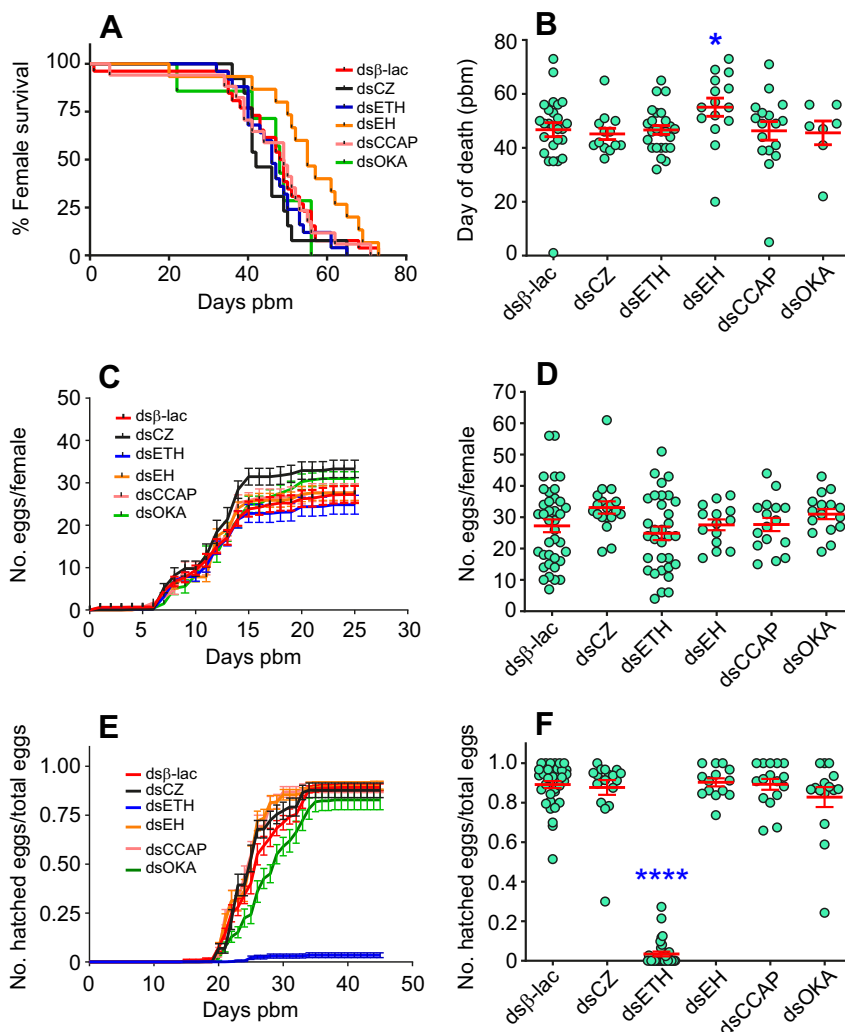 A
% Female survival
100
75
50
25
0
0 20 40 60 80
Days pbm
dsβ-lac
dsCZ
dsETH
dsEH
dsCCAP
dsOKA
B
*
Day of death (pbm)
80
60
40
20
0
dsβ-lac dsCZ dsETH dsEH dsCCAP dsOKA
C
No. eggs/female
50
40
30
20
10
0
0 5 10 15 20 25 30
Days pbm
dsβ-lac
dsCZ
dsETH
dsEH
dsCCAP
dsOKA
D
No. eggs/female
70
60
50
40
30
20
10
0
dsβ-lac dsCZ dsETH dsEH dsCCAP dsOKA
E
No. hatched eggs/total eggs
1.00
0.75
0.50
0.25
0
0 10 20 30 40 50
Days pbm
dsβ-lac
dsCZ
dsETH
dsEH
dsCCAP
dsOKA
F
****
No. hatched eggs/total eggs
1.0
0.8
0.6
0.4
0.2
0
dsβ-lac dsCZ dsETH dsEH dsCCAP dsOKA